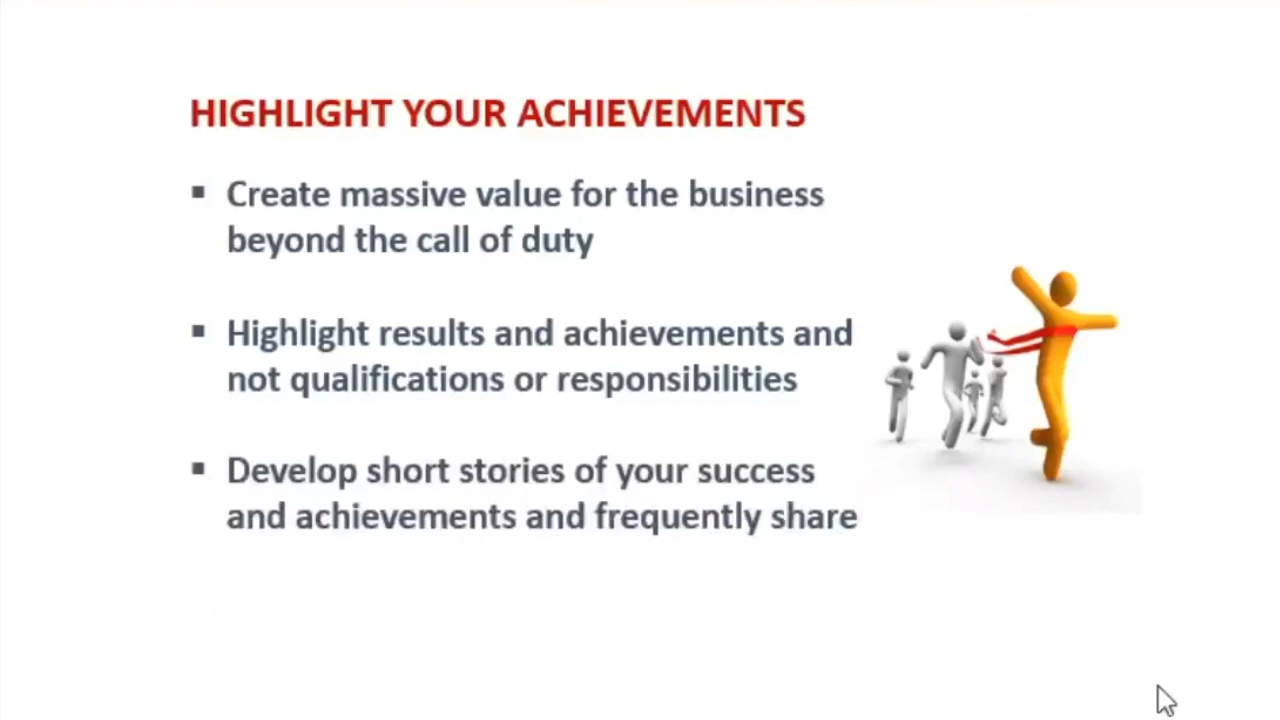 HIGHLIGHT YOUR ACHIEVEMENTS
▪ Create massive value for the business
beyond the call of duty
▪ Highlight results and achievements and
not qualifications or responsibilities
▪ Develop short stories of your success
and achievements and frequently share